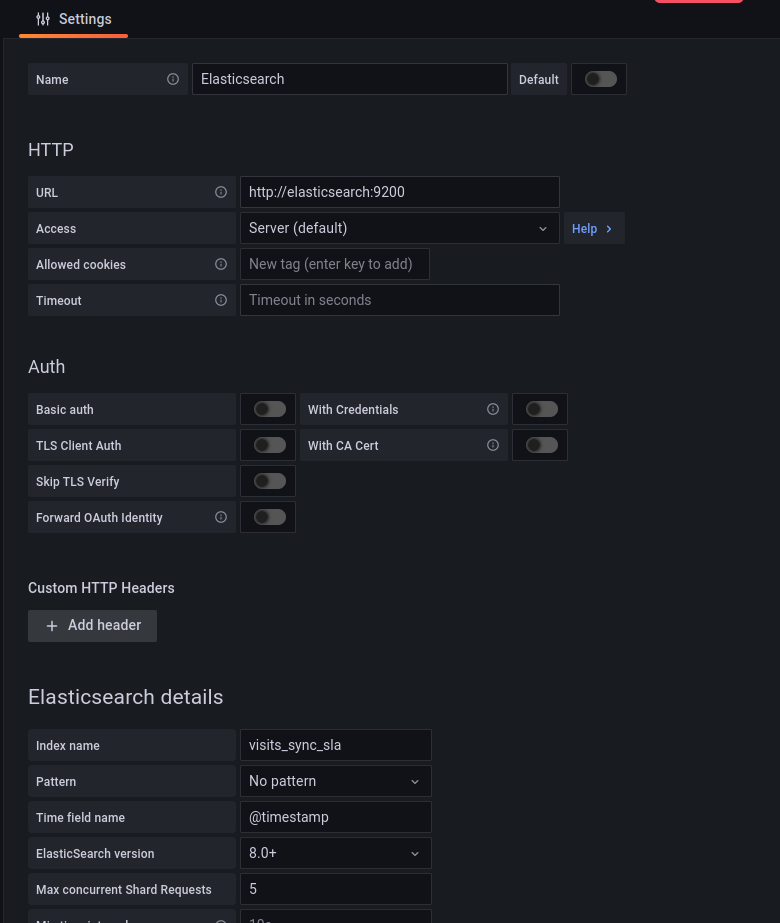 Settings
Name Elasticsearch Default
HTTP
URL http://elasticsearch:9200
Access Server (default) Help
Allowed cookies New tag (enter key to add)
Timeout Timeout in seconds
Auth
Basic auth With Credentials
TLS Client Auth With CA Cert
Skip TLS Verify
Forward OAuth Identity
Custom HTTP Headers
+ Add header
Elasticsearch details
Index name visits_sync_sla
Pattern No pattern
Time field name @timestamp
ElasticSearch version 8.0+
Max concurrent Shard Requests 5